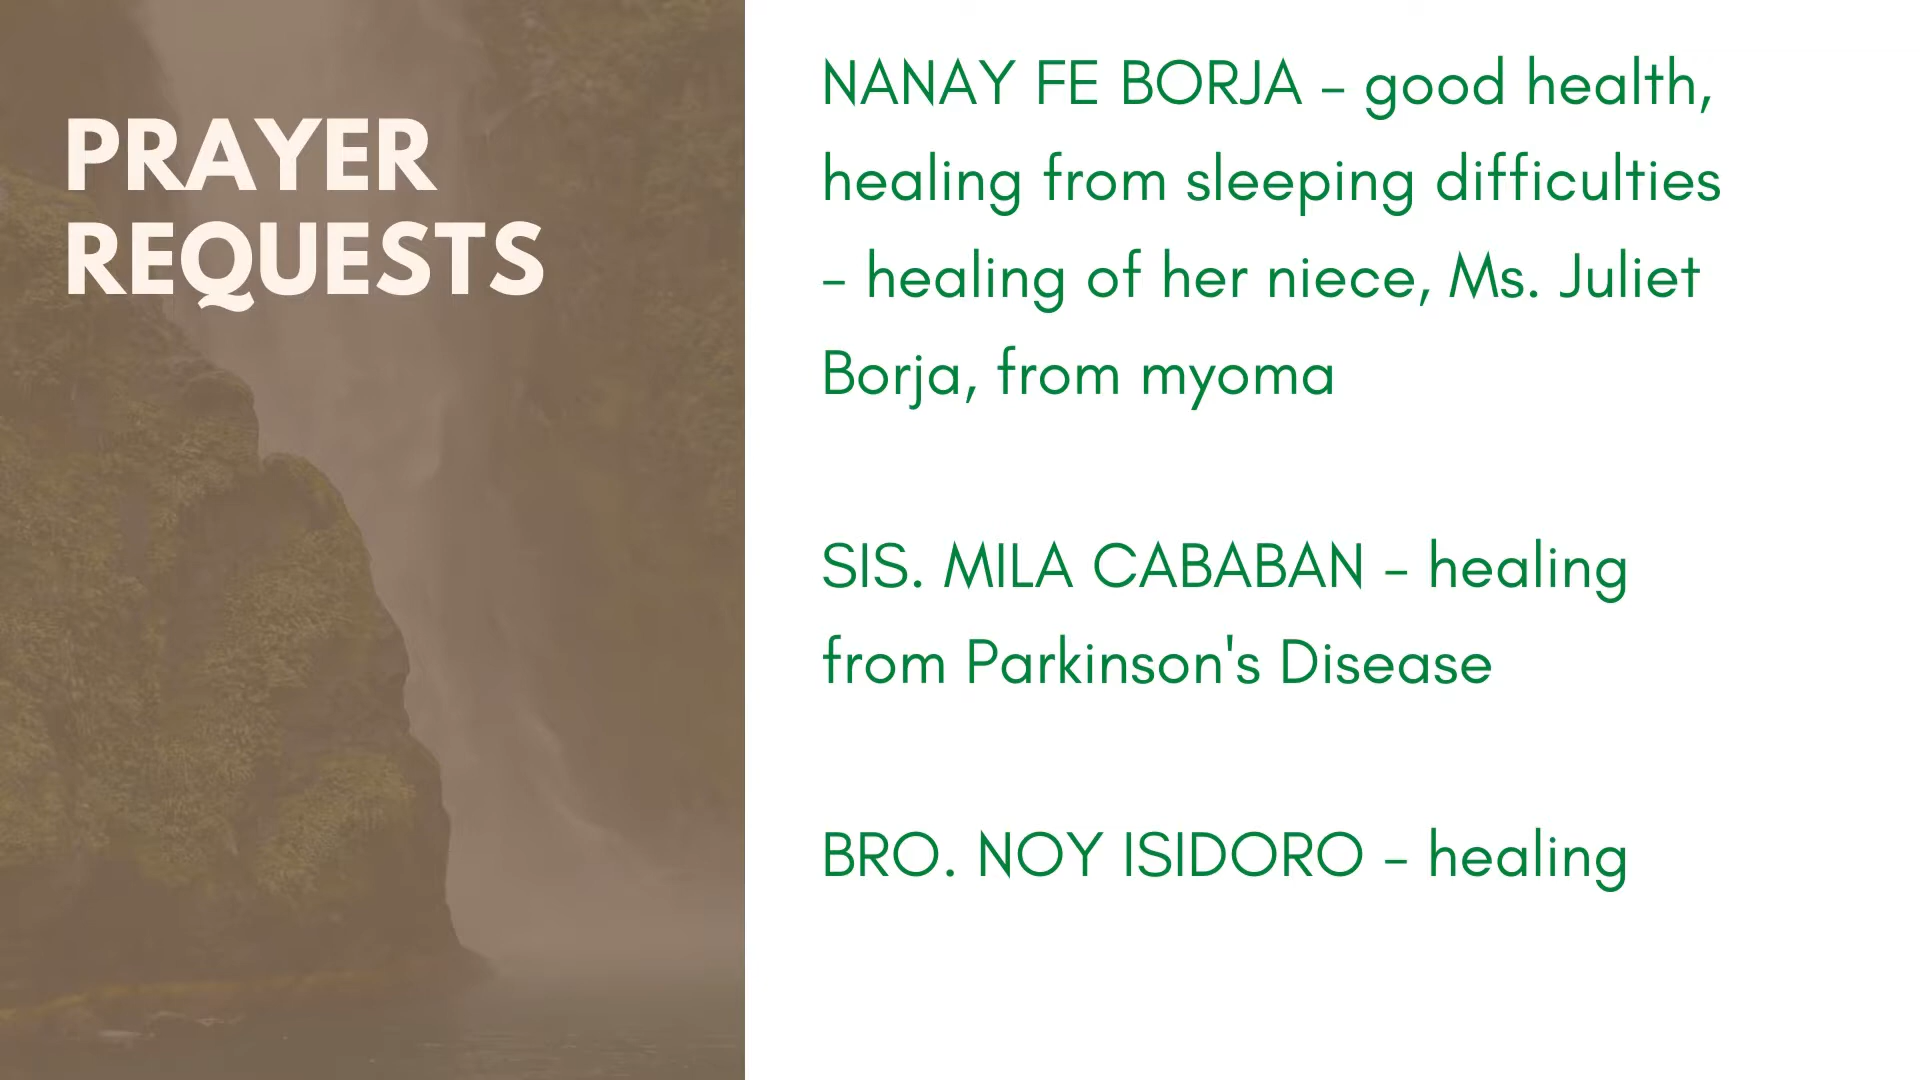 PRAYER
REQUESTS
NANAY FE BORJA - good health,
healing from sleeping difficulties
- healing of her niece, Ms. Juliet
Borja, from myoma
SIS. MILA CABABAN - healing
from Parkinson's Disease
BRO. NOY ISIDORO - healing